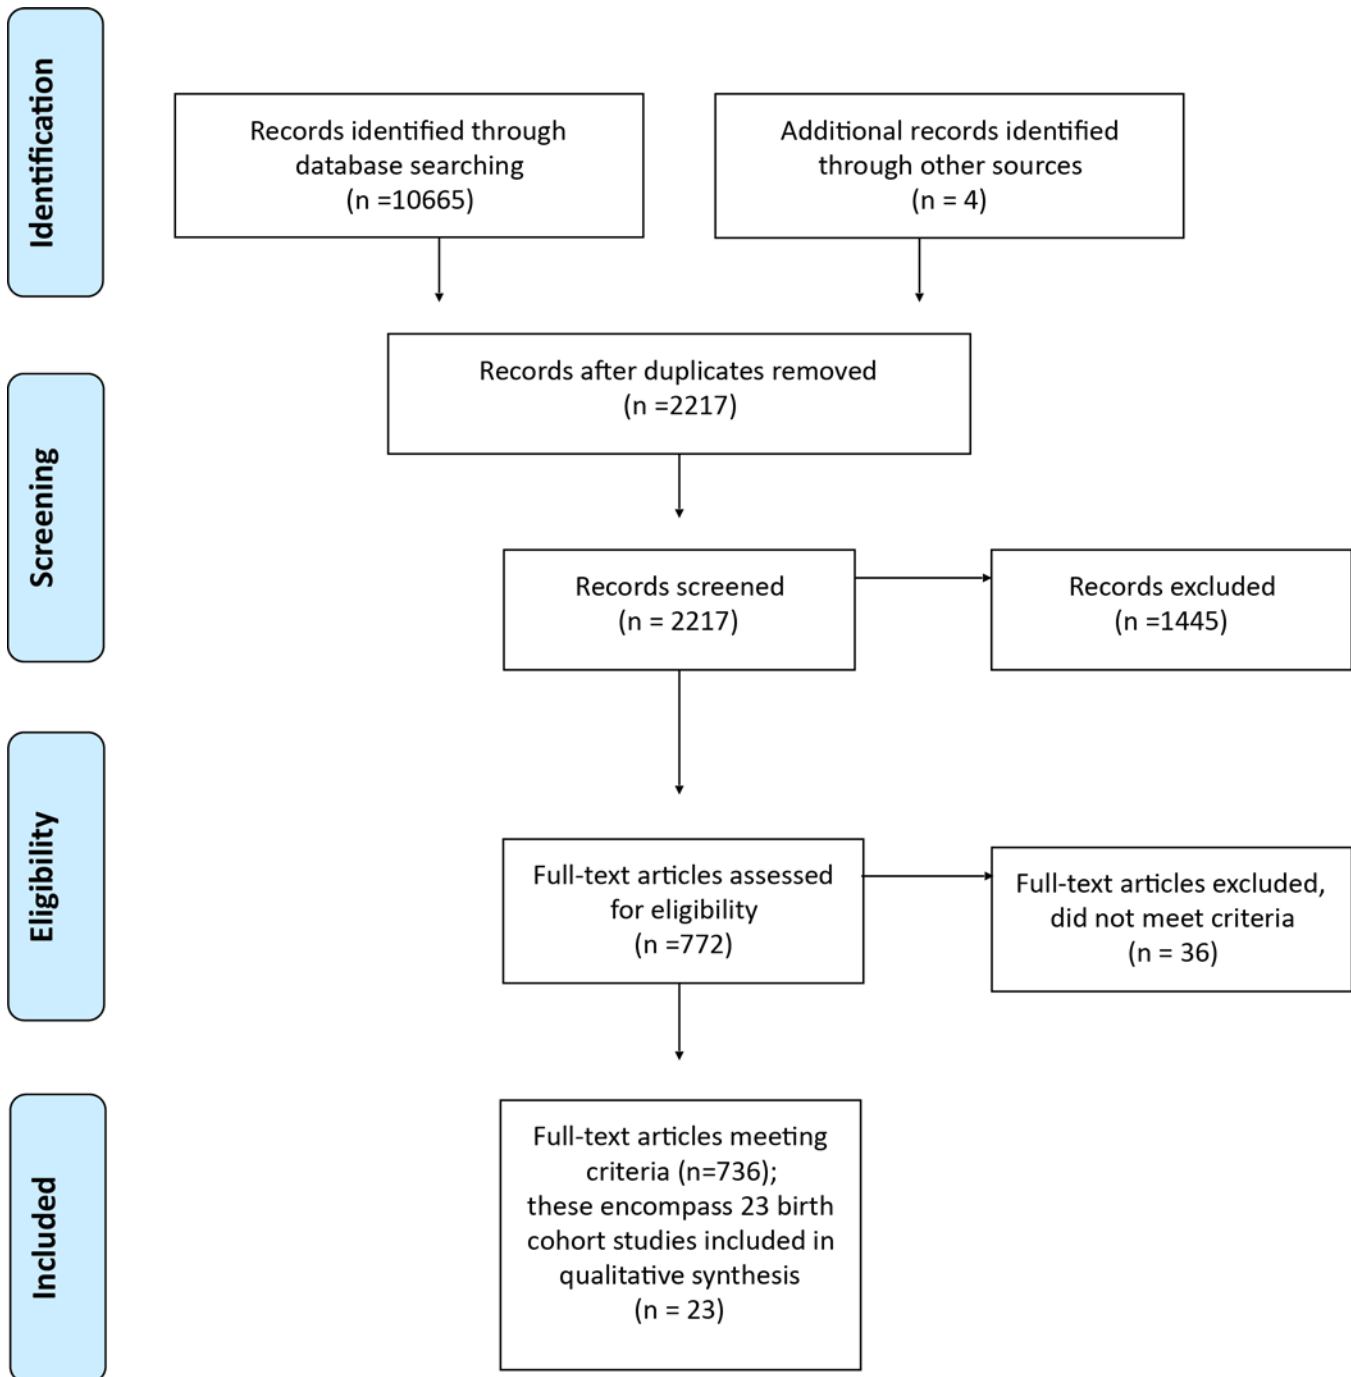 Identification
Records identified through
database searching
(n =10665)
Additional records identified
through other sources
(n = 4)
Records after duplicates removed
(n =2217)
Screening
Records screened
(n = 2217)
Records excluded
(n =1445)
Eligibility
Full-text articles assessed
for eligibility
(n =772)
Full-text articles excluded,
did not meet criteria
(n = 36)
Included
Full-text articles meeting
criteria (n=736);
these encompass 23 birth
cohort studies included in
qualitative synthesis
(n = 23)